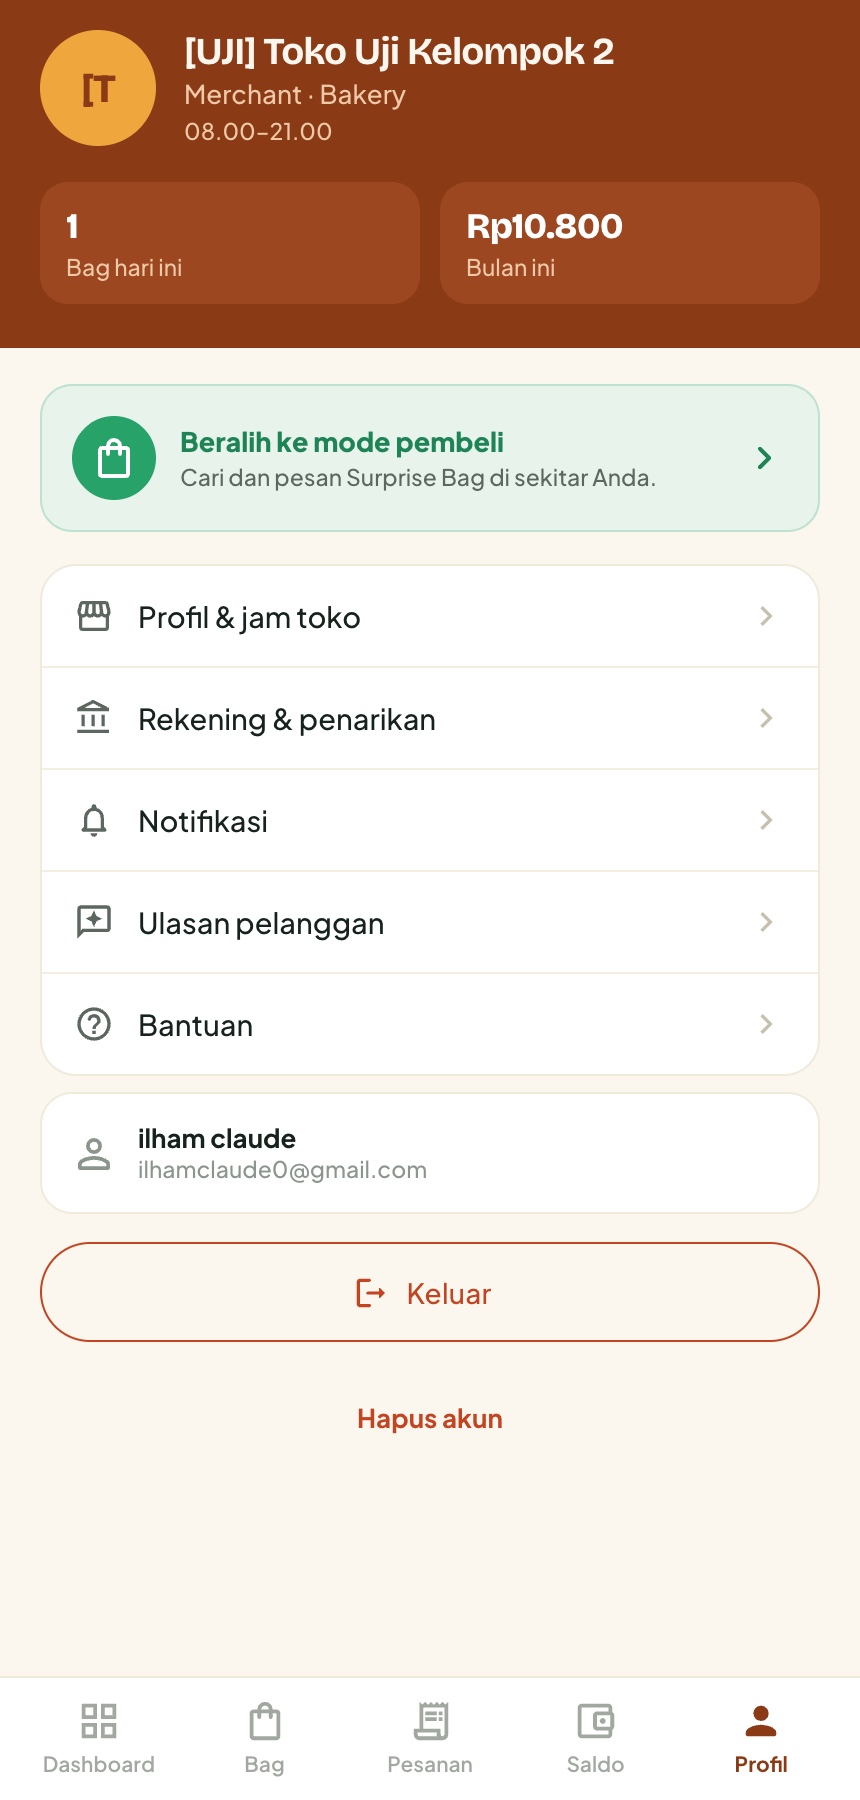 [T
[UJI] Toko Uji Kelompok 2
Merchant · Bakery
08.00–21.00
1
Bag hari ini
Rp10.800
Bulan ini
Beralih ke mode pembeli
Cari dan pesan Surprise Bag di sekitar Anda.
Profil & jam toko
Rekening & penarikan
Notifikasi
Ulasan pelanggan
Bantuan
ilham claude
ilhamclaude0@gmail.com
Keluar
Hapus akun
Dashboard
Bag
Pesanan
Saldo
Profil